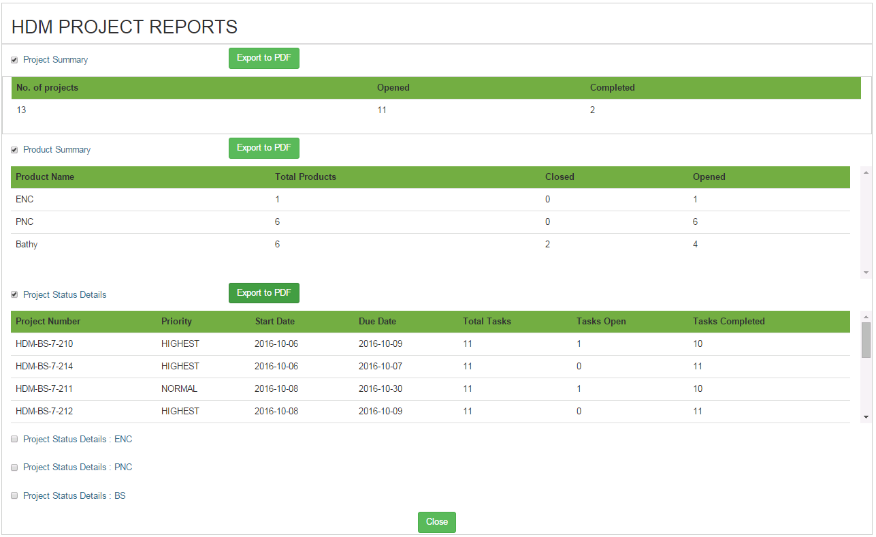 HDM PROJECT REPORTS
Project Summary Export to PDF
No. of projects Opened Completed
13 11 2
Product Summary Export to PDF
Product Name Total Products Closed Opened
ENC 1 0 1
PNC 6 0 6
Bathy 6 2 4
Project Status Details Export to PDF
Project Number Priority Start Date Due Date Total Tasks Tasks Open Tasks Completed
HDM-BS-7-210 HIGHEST 2016-10-06 2016-10-09 11 1 10
HDM-BS-7-214 HIGHEST 2016-10-06 2016-10-07 11 0 11
HDM-BS-7-211 NORMAL 2016-10-08 2016-10-30 11 1 10
HDM-BS-7-212 HIGHEST 2016-10-08 2016-10-09 11 0 11
Project Status Details : ENC
Project Status Details : PNC
Project Status Details : BS
Close